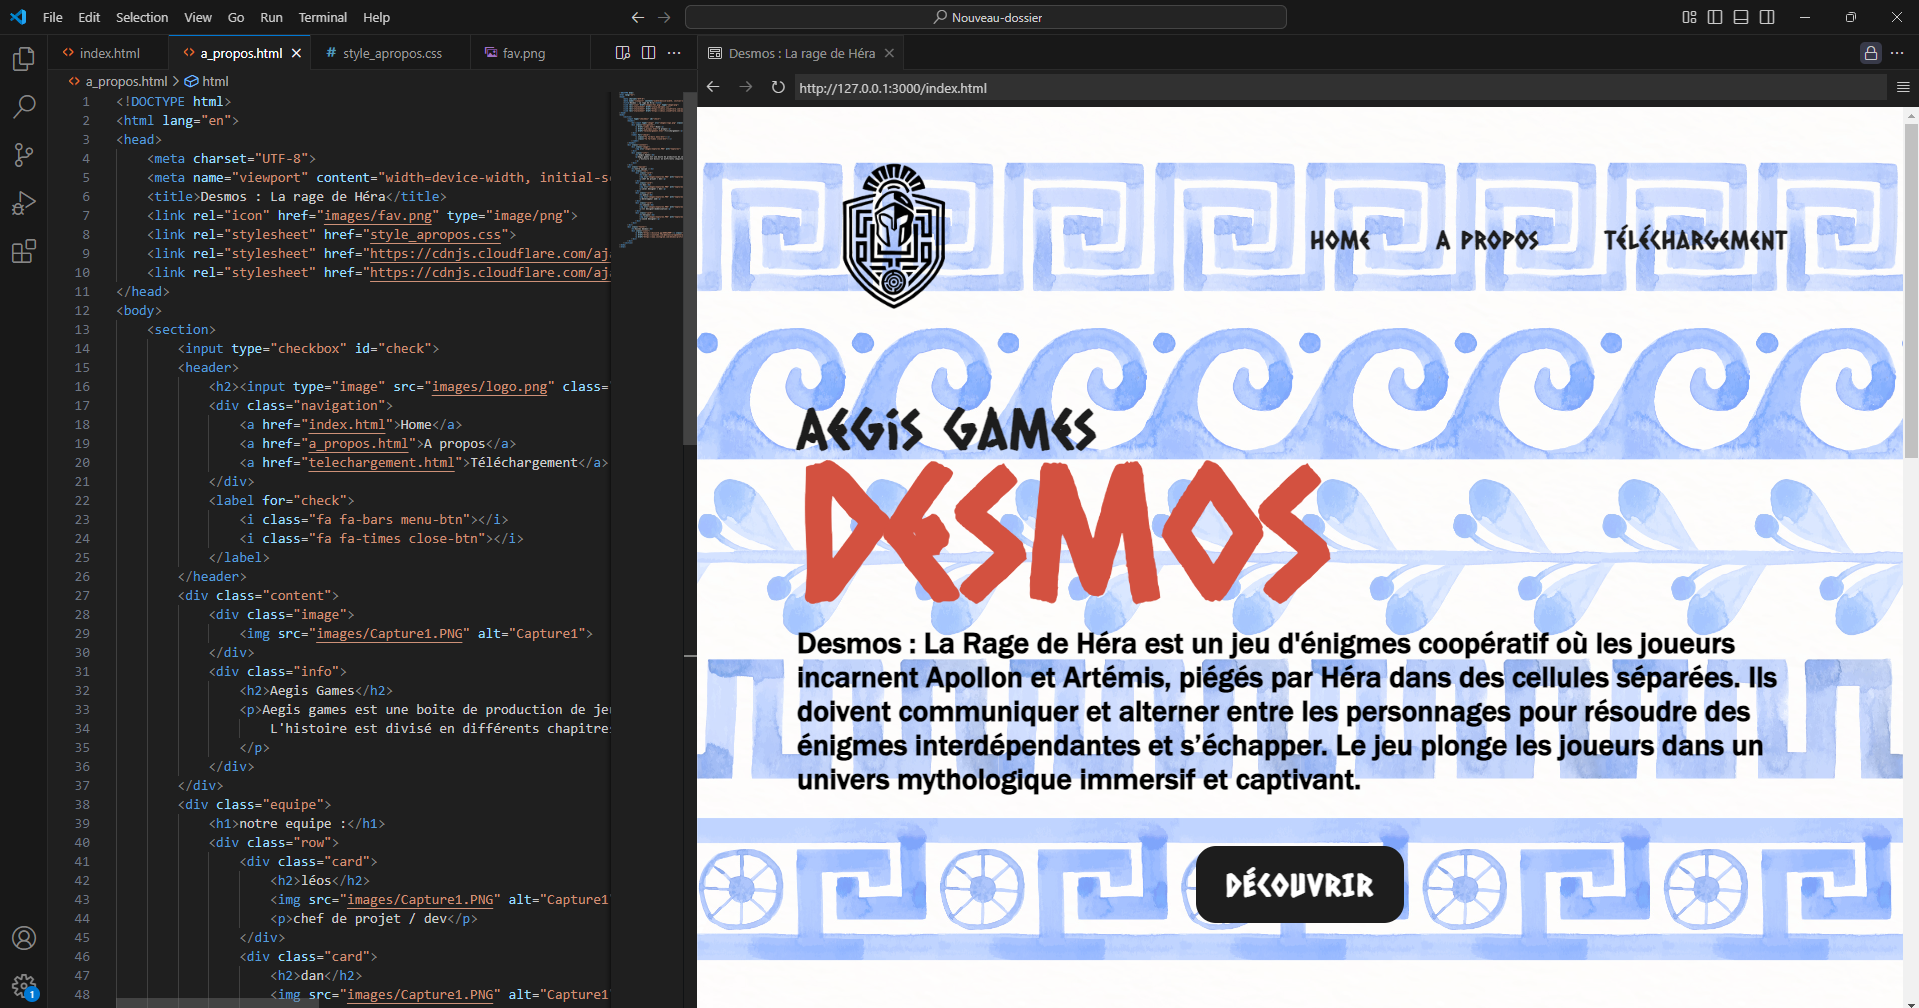 File Edit Selection View Go Run Terminal Help
Nouveau-dossier
index.html
a_propos.html
# style_apropos.css
fav.png
a_propos.html > html
1 <!DOCTYPE html>
2 <html lang="en">
3 <head>
4 <meta charset="UTF-8">
5 <meta name="viewport" content="width=device-width, initial-s
6 <title>Desmos : La rage de Héra</title>
7 <link rel="icon" href="images/fav.png" type="image/png">
8 <link rel="stylesheet" href="style_apropos.css">
9 <link rel="stylesheet" href="https://cdnjs.cloudflare.com/aj
10 <link rel="stylesheet" href="https://cdnjs.cloudflare.com/aj
11 </head>
12 <body>
13 <section>
14 <input type="checkbox" id="check">
15 <header>
16 <h2><input type="image" src="images/logo.png" class=
17 <div class="navigation">
18 <a href="index.html">Home</a>
19 <a href="a_propos.html">A propos</a>
20 <a href="telechargement.html">Téléchargement</a>
21 </div>
22 <label for="check">
23 <i class="fa fa-bars menu-btn"></i>
24 <i class="fa fa-times close-btn"></i>
25 </label>
26 </header>
27 <div class="content">
28 <div class="image">
29 <img src="images/Capture1.PNG" alt="Capture1">
30 </div>
31 <div class="info">
32 <h2>Aegis Games</h2>
33 <p>Aegis games est une boite de production de je
34 L'histoire est divisé en différents chapitre
35 </p>
36 </div>
37 </div>
38 <div class="equipe">
39 <h1>notre equipe :</h1>
40 <div class="row">
41 <div class="card">
42 <h2>léos</h2>
43 <img src="images/Capture1.PNG" alt="Capture1
44 <p>chef de projet / dev</p>
45 </div>
46 <div class="card">
47 <h2>dan</h2>
48 <img src="images/Capture1.PNG" alt="Capture1
1
Desmos : La rage de Héra
http://127.0.0.1:3000/index.html
HOME A PROPOS TÉLÉCHARGEMENT
AEGIS GAMES
DESMOS
Desmos : La Rage de Héra est un jeu d'énigmes coopératif où les joueurs
incarnent Apollon et Artémis, piégés par Héra dans des cellules séparées. Ils
doivent communiquer et alterner entre les personnages pour résoudre des
énigmes interdépendantes et s’échapper. Le jeu plonge les joueurs dans un
univers mythologique immersif et captivant.
DÉCOUVRIR